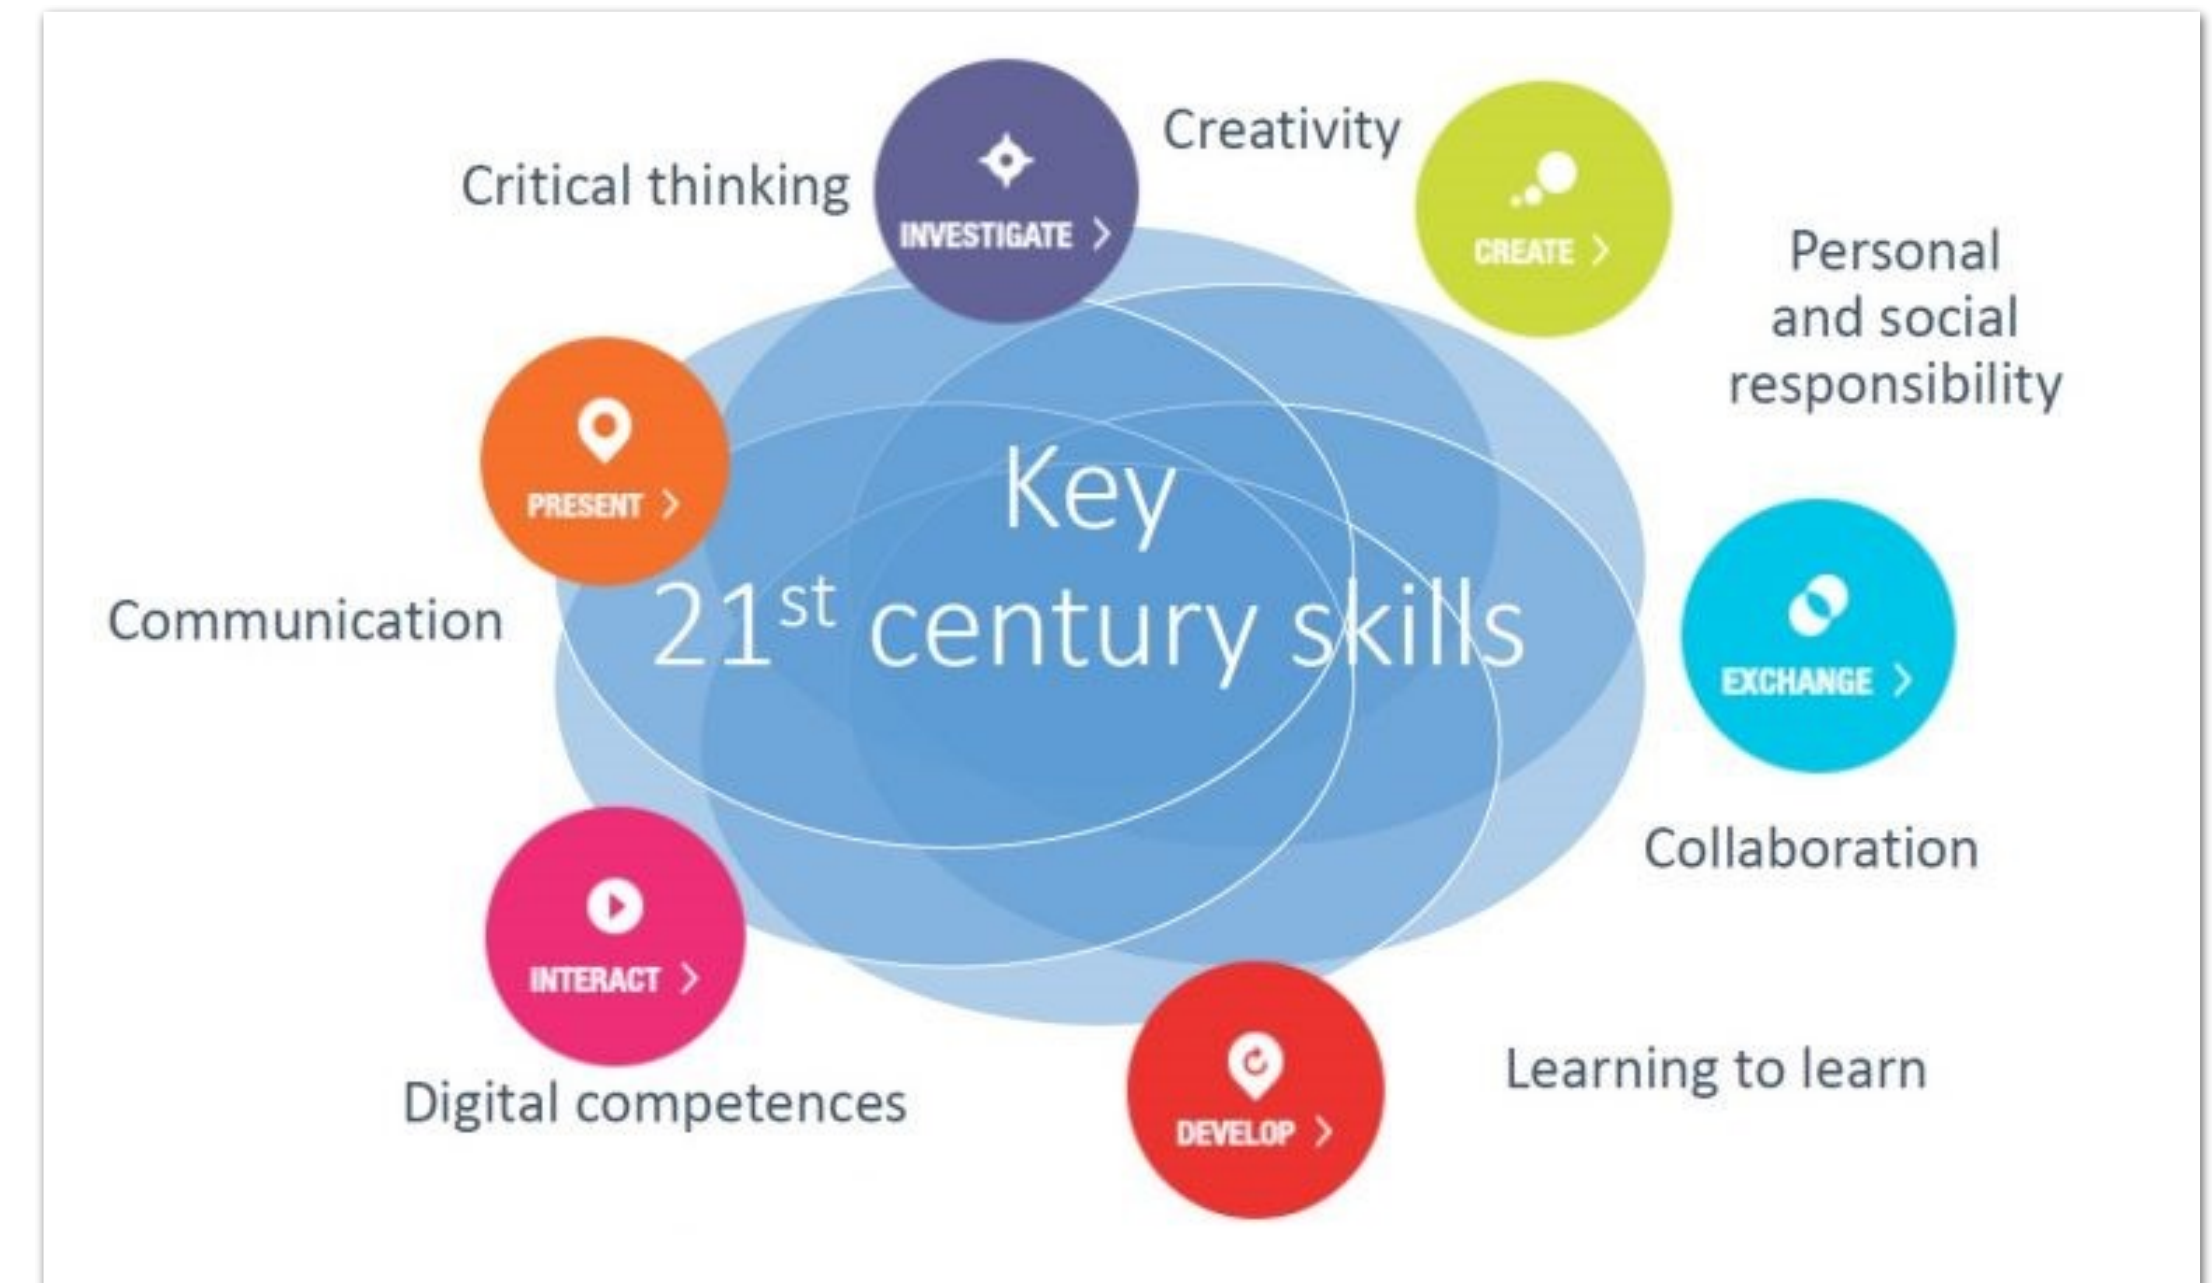 Creativity
Critical thinking
INVESTIGATE >
CREATE >
Personal
and social
responsibility
PRESENT >
Key
21st century skills
Communication
EXCHANGE >
Collaboration
INTERACT >
Digital competences
Learning to learn
DEVELOP >